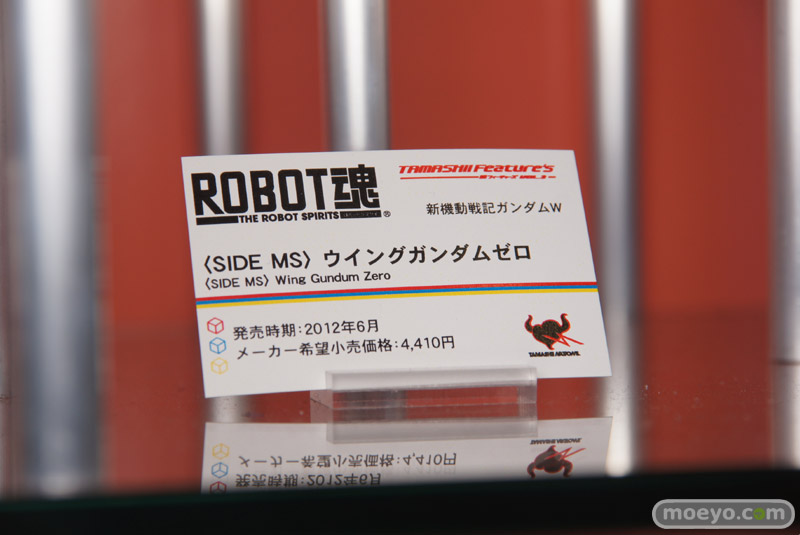 ROBOT魂
THE ROBOT SPIRITS
®
TAMASHII Feature's
新機動戦記ガンダムW
〈SIDE MS〉 ウイングガンダムゼロ
〈SIDE MS〉 Wing Gundum Zero
発売時期:2012年6月
メーカー希望小売価格:4,410円
TAMASHII NATIONS
moeyo.com